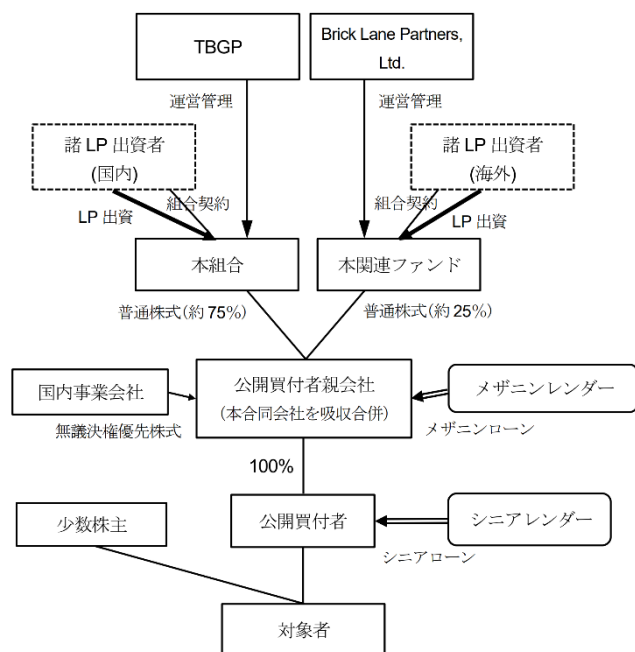 TBGP
Brick Lane Partners,
Ltd.
運営管理
運営管理
諸 LP 出資者
(国内)
諸 LP 出資者
(海外)
組合契約
LP 出資
組合契約
LP 出資
本組合
本関連ファンド
普通株式(約 75%)
普通株式(約 25%)
国内事業会社
公開買付者親会社
(本合同会社を吸収合併)
メザニンレンダー
無議決権優先株式
メザニンローン
100%
少数株主
公開買付者
シニアレンダー
シニアローン
対象者